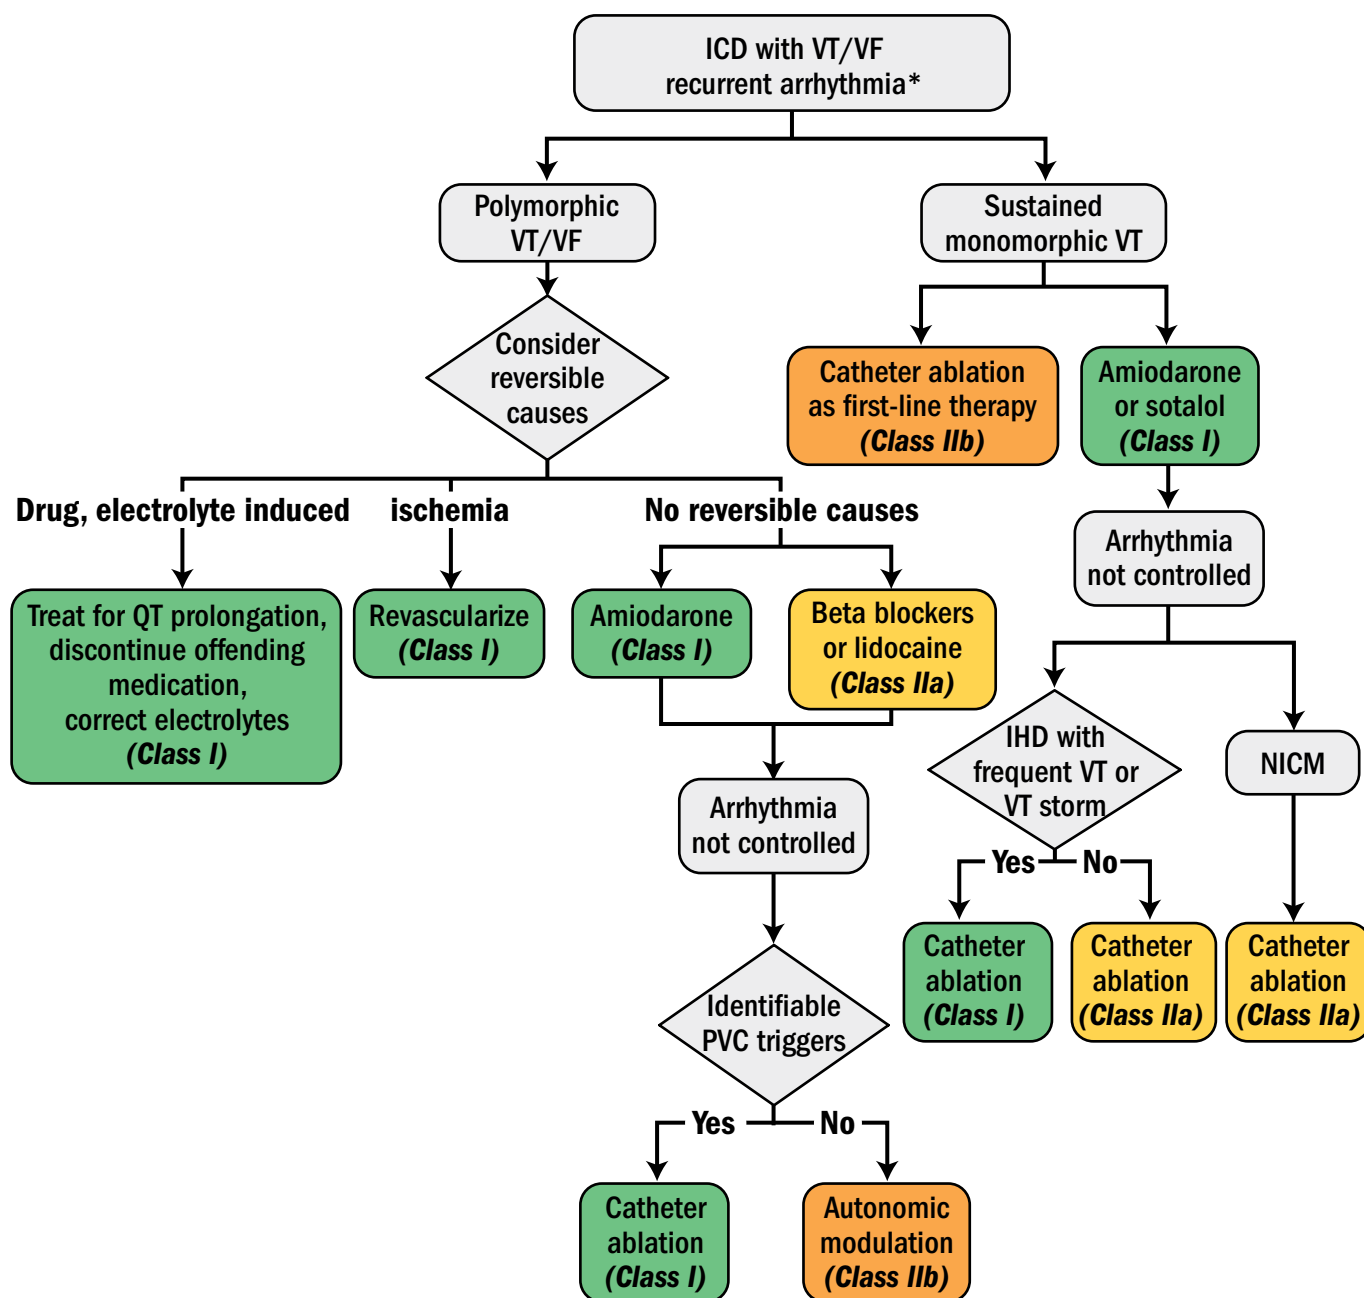 ICD with VT/VF
recurrent arrhythmia*
Polymorphic
VT/VF
Sustained
monomorphic VT
Consider
reversible
causes
Catheter ablation
as first-line therapy
(Class IIb)
Amiodarone
or sotalol
(Class I)
Drug, electrolyte induced
ischemia
No reversible causes
Arrhythmia
not controlled
Treat for QT prolongation,
discontinue offending
medication,
correct electrolytes
(Class I)
Revascularize
(Class I)
Amiodarone
(Class I)
Beta blockers
or lidocaine
(Class IIa)
IHD with
frequent VT or
VT storm
NICM
Arrhythmia
not controlled
Yes
No
Catheter
ablation
(Class I)
Catheter
ablation
(Class IIa)
Catheter
ablation
(Class IIa)
Identifiable
PVC triggers
Yes
No
Catheter
ablation
(Class I)
Autonomic
modulation
(Class IIb)